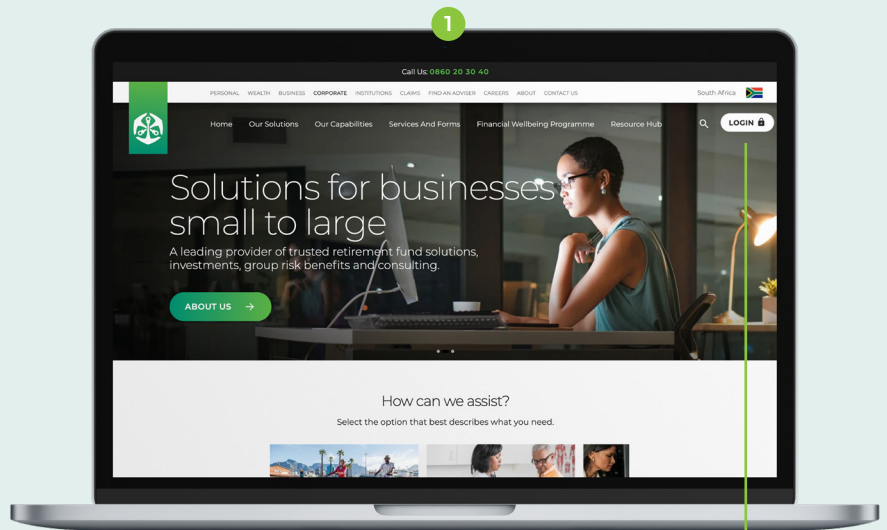 1
Call Us: 0860 20 30 40
PERSONAL WEALTH BUSINESS CORPORATE INSTITUTIONS CLAIMS FIND AN ADVISER CAREERS ABOUT CONTACT US South Africa
Home Our Solutions Our Capabilities Services And Forms Financial Wellbeing Programme Resource Hub LOGIN
Solutions for businesses
small to large
A leading provider of trusted retirement fund solutions,
investments, group risk benefits and consulting.
ABOUT US →
How can we assist?
Select the option that best describes what you need.